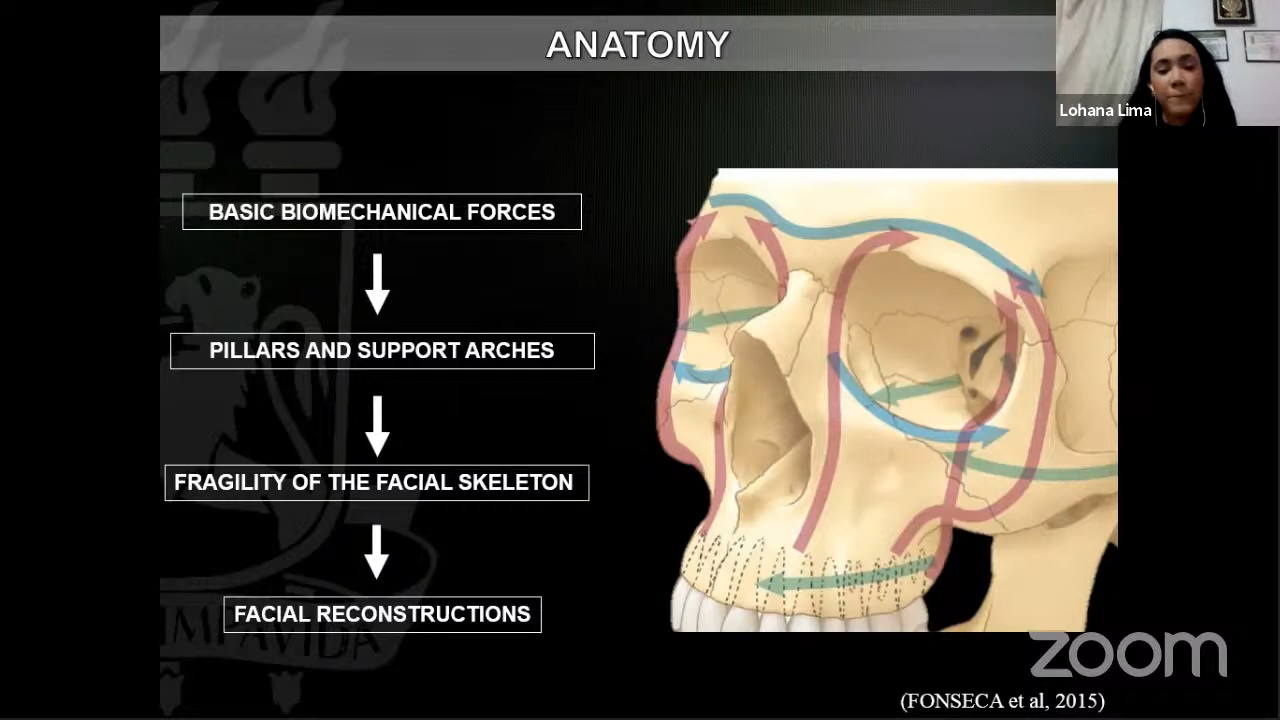 ANATOMY
Lohana Lima
BASIC BIOMECHANICAL FORCES
PILLARS AND SUPPORT ARCHES
FRAGILITY OF THE FACIAL SKELETON
FACIAL RECONSTRUCTIONS
IMPAVIDA
zoom
(FONSECA et al, 2015)